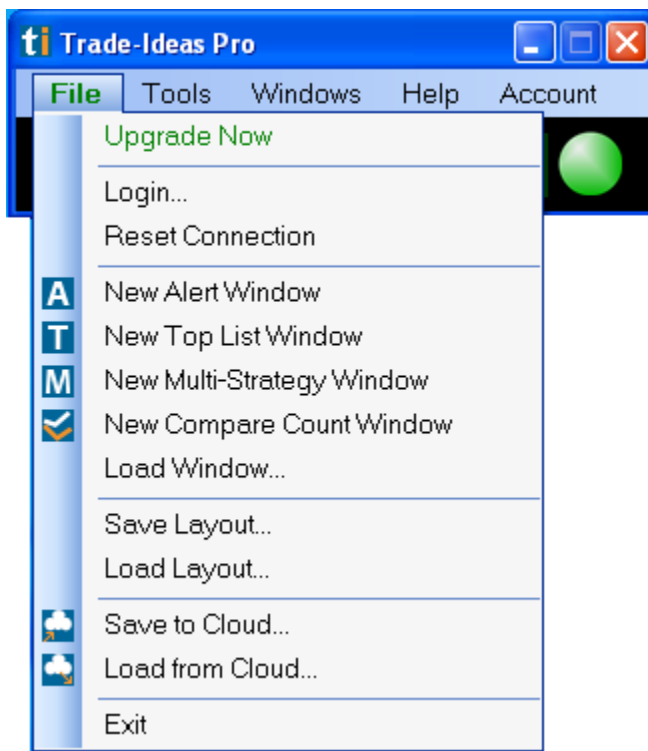 ti Trade-Ideas Pro
File Tools Windows Help Account
Upgrade Now
Login...
Reset Connection
A New Alert Window
T New Top List Window
M New Multi-Strategy Window
New Compare Count Window
Load Window...
Save Layout...
Load Layout...
Save to Cloud...
Load from Cloud...
Exit